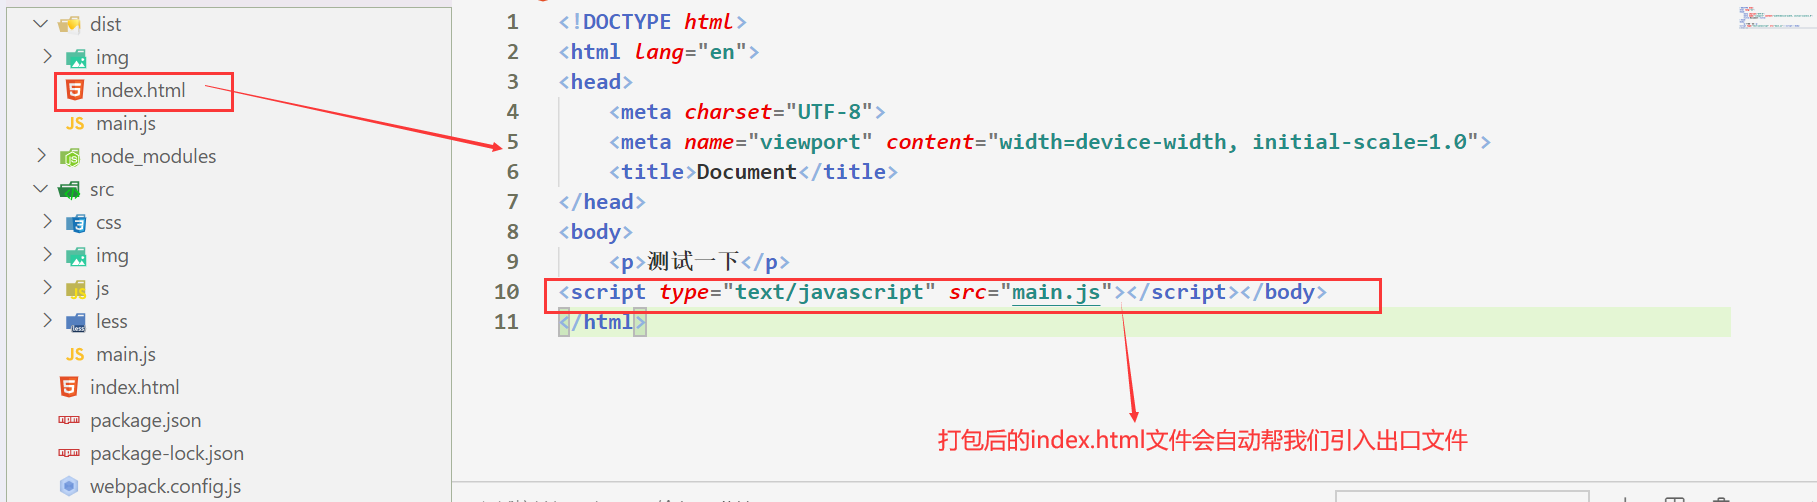 dist
img
index.html
JS main.js
node_modules
src
css
img
js
less
JS main.js
index.html
package.json
package-lock.json
webpack.config.js
1 <!DOCTYPE html>
2 <html lang="en">
3 <head>
4 <meta charset="UTF-8">
5 <meta name="viewport" content="width=device-width, initial-scale=1.0">
6 <title>Document</title>
7 </head>
8 <body>
9 <p>测试一下</p>
10 <script type="text/javascript" src="main.js"></script></body>
11 </html>
打包后的index.html文件会自动帮我们引入出口文件